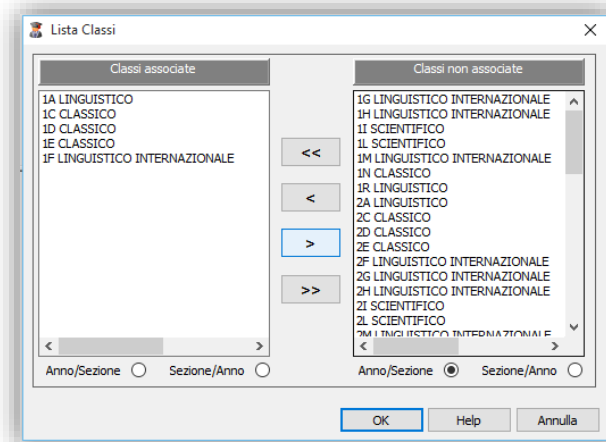 Lista Classi
Classi associate
1A LINGUISTICO
1C CLASSICO
1D CLASSICO
1E CLASSICO
1F LINGUISTICO INTERNAZIONALE
<<
<
>
>>
Classi non associate
1G LINGUISTICO INTERNAZIONALE
1H LINGUISTICO INTERNAZIONALE
1I SCIENTIFICO
1L SCIENTIFICO
1M LINGUISTICO INTERNAZIONALE
1N CLASSICO
1R LINGUISTICO
2A LINGUISTICO
2C CLASSICO
2D CLASSICO
2E CLASSICO
2F LINGUISTICO INTERNAZIONALE
2G LINGUISTICO INTERNAZIONALE
2H LINGUISTICO INTERNAZIONALE
2I SCIENTIFICO
2L SCIENTIFICO
2M LINGUISTICO INTERNAZIONALE
Anno/Sezione Sezione/Anno
Anno/Sezione Sezione/Anno
OK Help Annulla